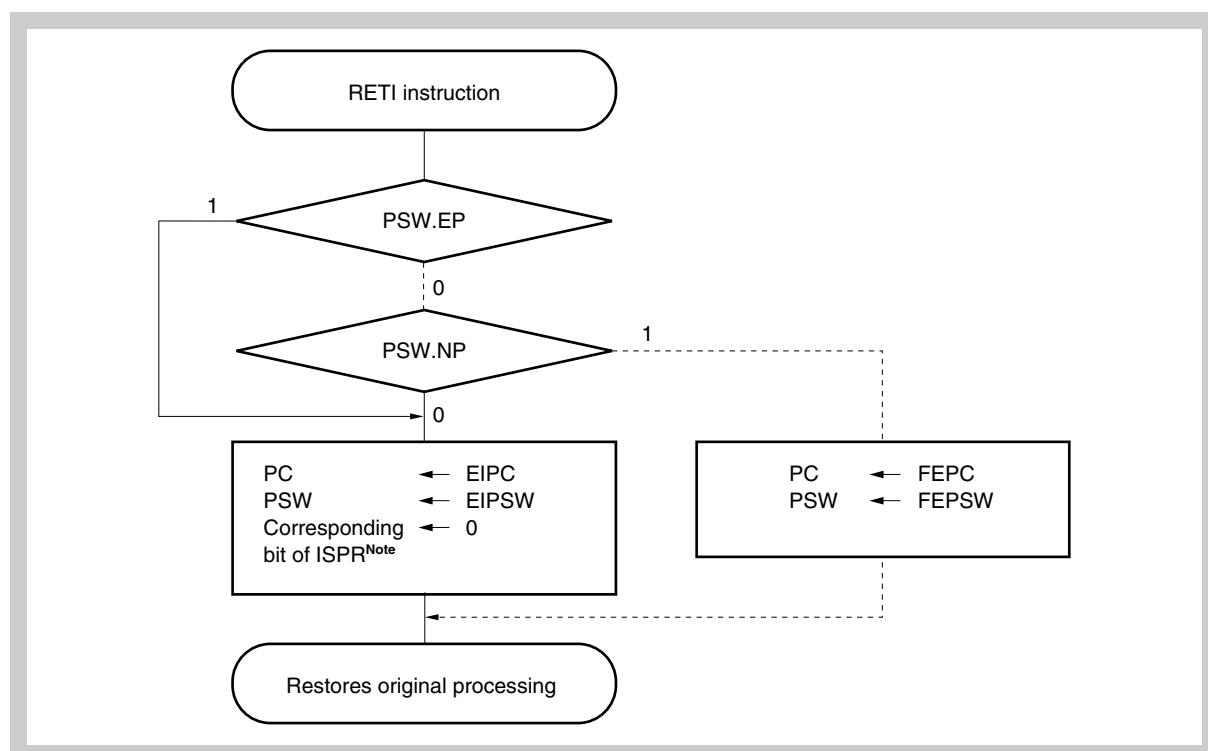 RETI instruction
1
PSW.EP
0
PSW.NP
1
0
PC ← EIPC
PSW ← EIPSW
Corresponding ← 0
bit of ISPRNote
PC ← FEPC
PSW ← FEPSW
Restores original processing